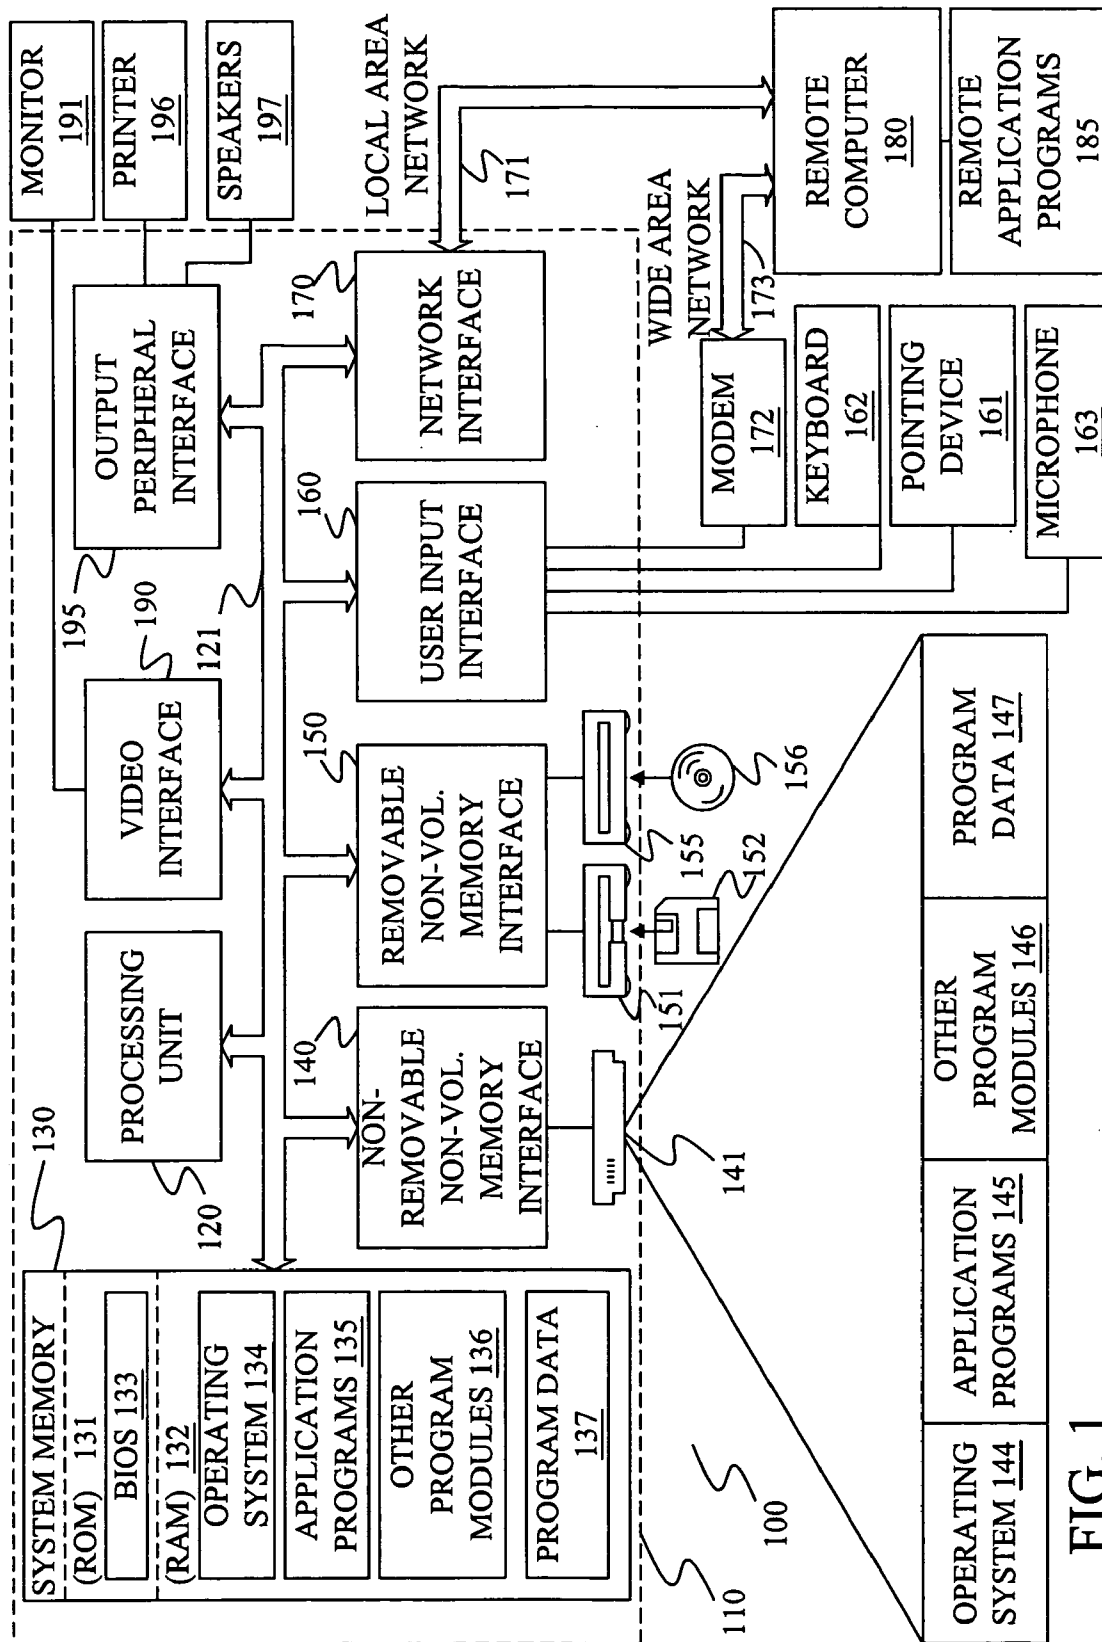 SYSTEM MEMORY
(ROM) 131
BIOS 133
(RAM) 132
OPERATING
SYSTEM 134
APPLICATION
PROGRAMS 135
OTHER
PROGRAM
MODULES 136
PROGRAM DATA
137
130
120
PROCESSING
UNIT
190
VIDEO
INTERFACE
121
195
OUTPUT
PERIPHERAL
INTERFACE
MONITOR
191
PRINTER
196
SPEAKERS
197
140
NON-
REMOVABLE
NON-VOL.
MEMORY
INTERFACE
150
REMOVABLE
NON-VOL.
MEMORY
INTERFACE
160
USER INPUT
INTERFACE
170
NETWORK
INTERFACE
LOCAL AREA
NETWORK
171
141
151
152
155
156
WIDE AREA
NETWORK
173
MODEM
172
KEYBOARD
162
POINTING
DEVICE
161
MICROPHONE
163
REMOTE
COMPUTER
180
REMOTE
APPLICATION
PROGRAMS
185
110
100
OPERATING
SYSTEM 144
APPLICATION
PROGRAMS 145
OTHER
PROGRAM
MODULES 146
PROGRAM
DATA 147
FIG. 1